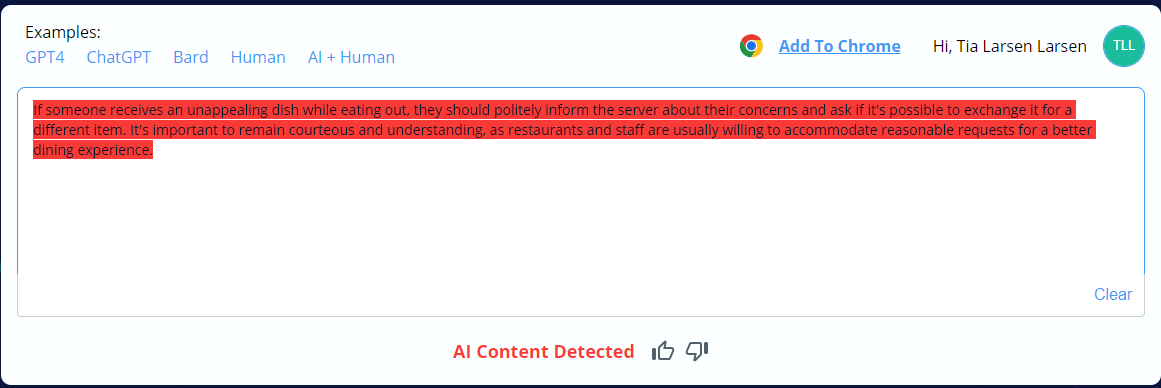 Examples:
GPT4 ChatGPT Bard Human AI + Human
Add To Chrome Hi, Tia Larsen Larsen TLL
If someone receives an unappealing dish while eating out, they should politely inform the server about their concerns and ask if it's possible to exchange it for a
different item. It's important to remain courteous and understanding, as restaurants and staff are usually willing to accommodate reasonable requests for a better
dining experience.
Clear
AI Content Detected